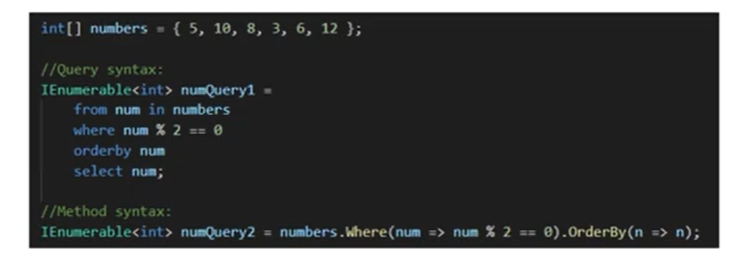 int[] numbers = { 5, 10, 8, 3, 6, 12 };
//Query syntax:
IEnumerable<int> numQuery1 =
from num in numbers
where num % 2 == 0
orderby num
select num;
//Method syntax:
IEnumerable<int> numQuery2 = numbers.Where(num => num % 2 == 0).OrderBy(n => n);